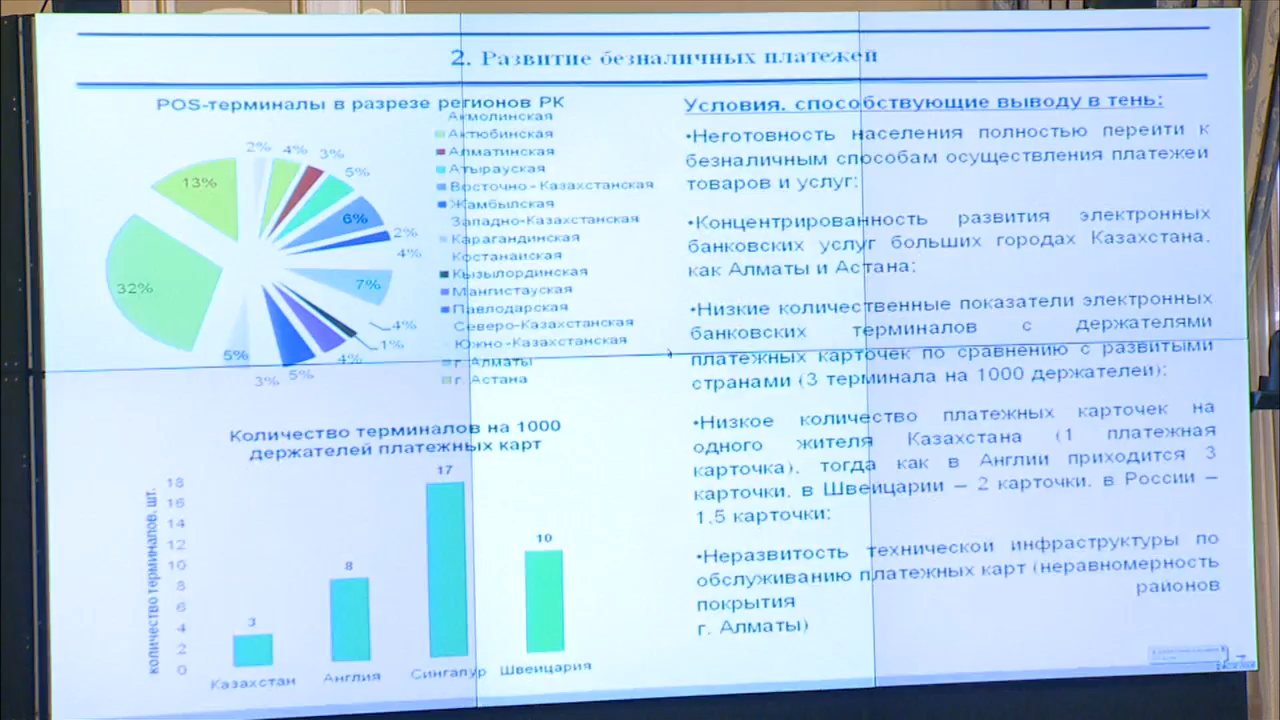 2. Развитие безналичных платежей
POS-терминалы в разрезе регионов РК
2%
4%
3%
5%
6%
2%
4%
7%
4%
1%
4%
5%
3%
5%
32%
13%
Акмолинская
Актюбинская
Алматинская
Атырауская
Восточно-Казахстанская
Жамбылская
Западно-Казахстанская
Карагандинская
Костанайская
Кызылординская
Мангистауская
Павлодарская
Северо-Казахстанская
Южно-Казахстанская
г. Алматы
г. Астана
Количество терминалов на 1000
держателей платежных карт
количество терминалов, шт.
18
16
14
12
10
8
6
4
2
0
3
8
17
10
Казахстан
Англия
Сингапур
Швейцария
Условия, способствующие выводу в тень:
•Неготовность населения полностью перейти к
безналичным способам осуществления платежей
товаров и услуг;
•Концентрированность развития электронных
банковских услуг больших городах Казахстана,
как Алматы и Астана;
•Низкие количественные показатели электронных
банковских терминалов с держателями
платежных карточек по сравнению с развитыми
странами (3 терминала на 1000 держателей);
•Низкое количество платежных карточек на
одного жителя Казахстана (1 платежная
карточка), тогда как в Англии приходится 3
карточки, в Швейцарии – 2 карточки, в России –
1,5 карточки;
•Неразвитость технической инфраструктуры по
обслуживанию платежных карт (неравномерность
покрытия районов
г. Алматы)